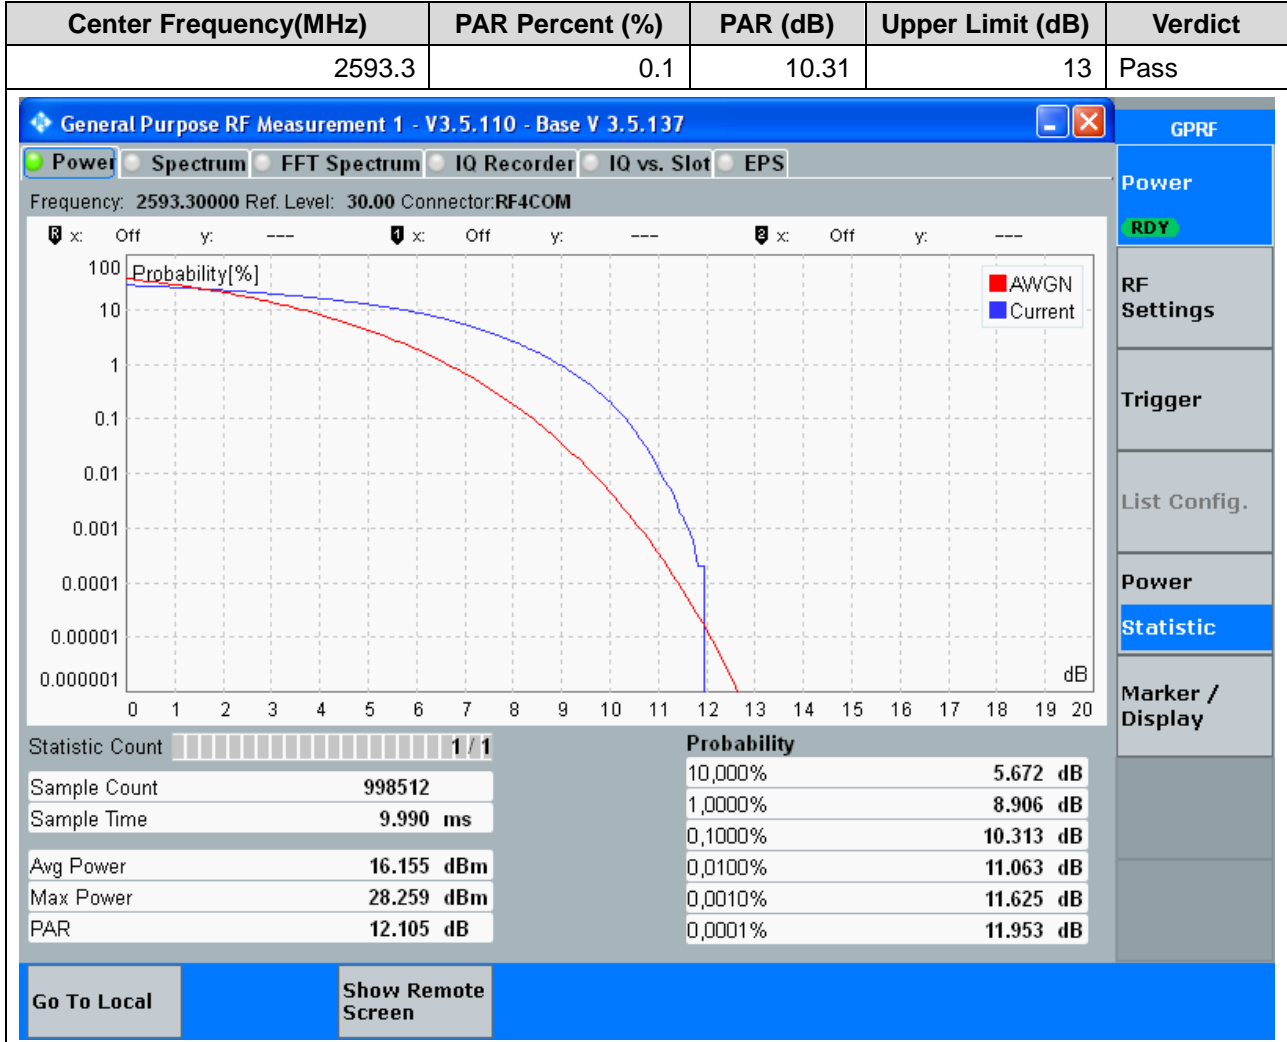 Center Frequency(MHz) PAR Percent (%) PAR (dB) Upper Limit (dB) Verdict
2593.3 0.1 10.31 13 Pass
General Purpose RF Measurement 1 - V3.5.110 - Base V 3.5.137
GPRF
Power Spectrum FFT Spectrum IQ Recorder IQ vs. Slot EPS
Power
RDY
Frequency: 2593.30000 Ref. Level: 30.00 Connector:RF4COM
R x: Off y: --- 1 x: Off y: --- 2 x: Off y: ---
100 Probability[%]
AWGN
Current
10
1
0.1
0.01
0.001
0.0001
0.00001
0.000001
dB
0 1 2 3 4 5 6 7 8 9 10 11 12 13 14 15 16 17 18 19 20
RF
Settings
Trigger
List Config.
Power
Statistic
Marker /
Display
Statistic Count 1 / 1
Sample Count 998512
Sample Time 9.990 ms
Avg Power 16.155 dBm
Max Power 28.259 dBm
PAR 12.105 dB
Probability
10,000% 5.672 dB
1,0000% 8.906 dB
0,1000% 10.313 dB
0,0100% 11.063 dB
0,0010% 11.625 dB
0,0001% 11.953 dB
Go To Local
Show Remote
Screen